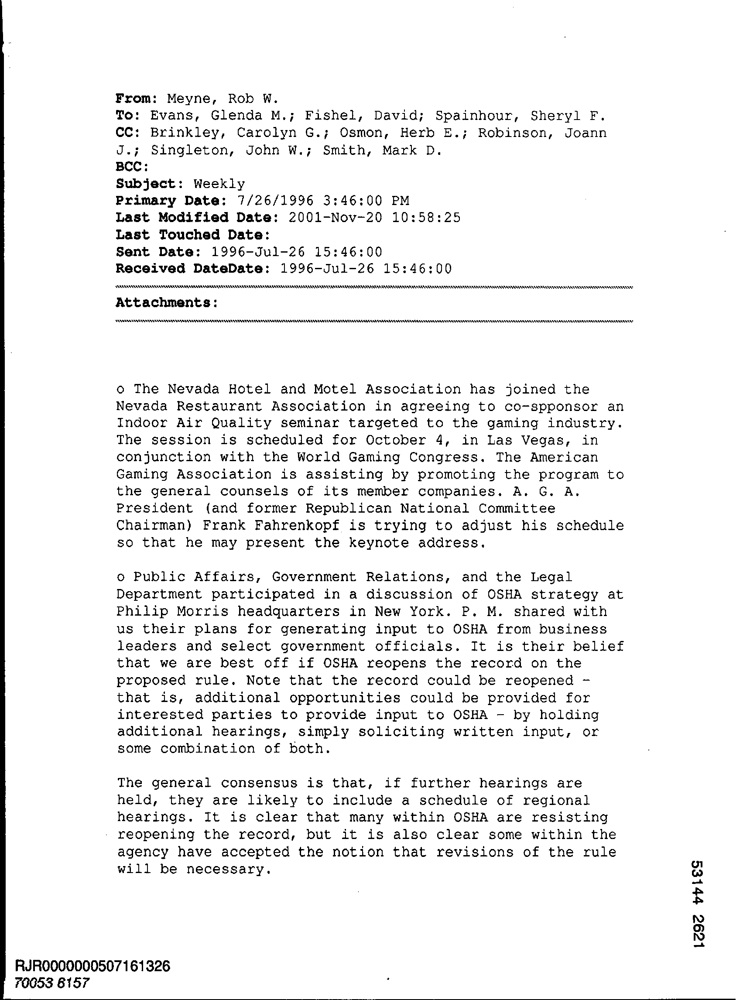 From: Meyne, Rob W.
To: Evans, Glenda M.; Fishel, David; Spainhour, Sheryl F.
CC: Brinkley, Carolyn G.; Osmon, Herb E.; Robinson, Joann
J.; Singleton, John W.; Smith, Mark D.
BCC:
Subject: Weekly
Primary Date: 7/26/1996 3:46:00 PM
Last Modified Date: 2001-Nov-20 10:58:25
Last Touched Date:
Sent Date: 1996-Jul-26 15:46:00
Received DateDate: 1996-Jul-26 15:46:00
Attachments:
o The Nevada Hotel and Motel Association has joined the
Nevada Restaurant Association in agreeing to co-spponsor an
Indoor Air Quality seminar targeted to the gaming industry.
The session is scheduled for October 4, in Las Vegas, in
conjunction with the World Gaming Congress. The American
Gaming Association is assisting by promoting the program to
the general counsels of its member companies. A. G. A.
President (and former Republican National Committee
Chairman) Frank Fahrenkopf is trying to adjust his schedule
so that he may present the keynote address.
o Public Affairs, Government Relations, and the Legal
Department participated in a discussion of OSHA strategy at
Philip Morris headquarters in New York. P. M. shared with
us their plans for generating input to OSHA from business
leaders and select government officials. It is their belief
that we are best off if OSHA reopens the record on the
proposed rule. Note that the record could be reopened -
that is, additional opportunities could be provided for
interested parties to provide input to OSHA - by holding
additional hearings, simply soliciting written input, or
some combination of both.
The general consensus is that, if further hearings are
held, they are likely to include a schedule of regional
hearings. It is clear that many within OSHA are resisting
reopening the record, but it is also clear some within the
agency have accepted the notion that revisions of the rule
will be necessary.
53144 2621
RJR0000000507161326
70053 6157